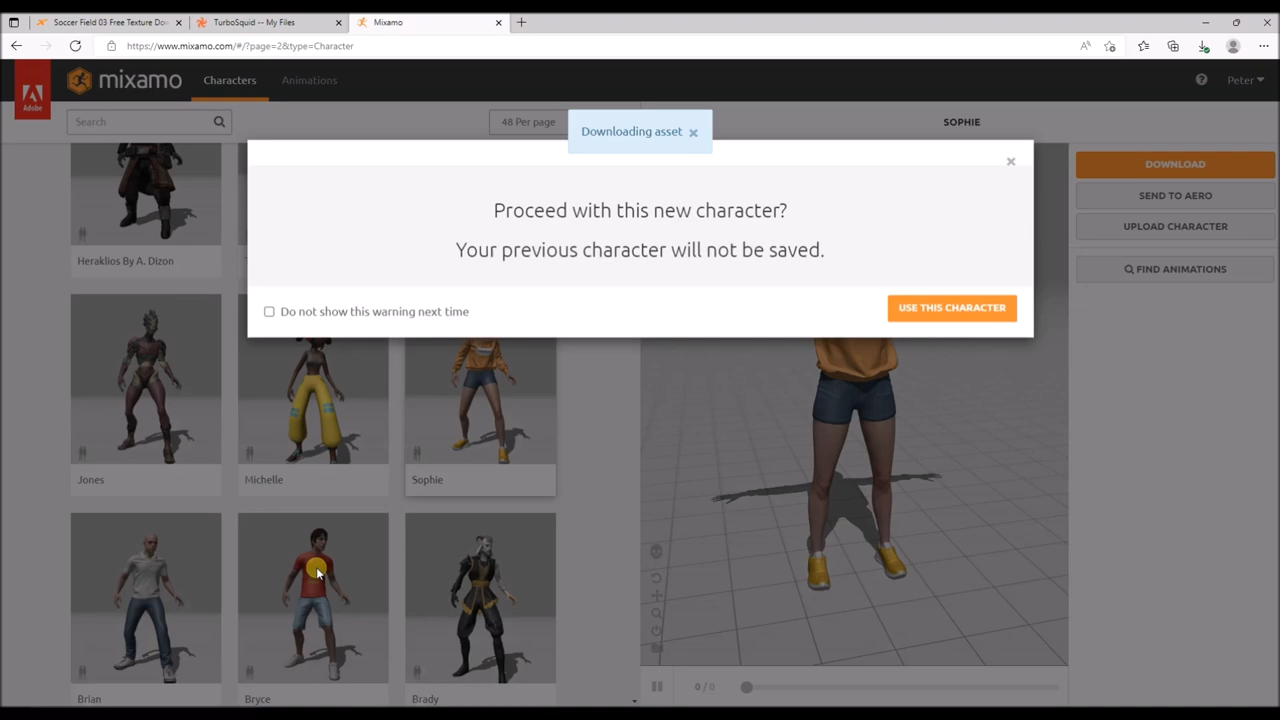 Soccer Field 03 Free Texture Dow
TurboSquid -- My Files
Mixamo
https://www.mixamo.com/#/?page=2&type=Character
Adobe
mixamo
Characters
Animations
Peter
Search
48 Per page
Downloading asset
SOPHIE
DOWNLOAD
Proceed with this new character?
SEND TO AERO
Your previous character will not be saved.
UPLOAD CHARACTER
Heraklios By A. Dizon
FIND ANIMATIONS
Do not show this warning next time
USE THIS CHARACTER
Jones
Michelle
Sophie
0 / 0
Brian
Bryce
Brady